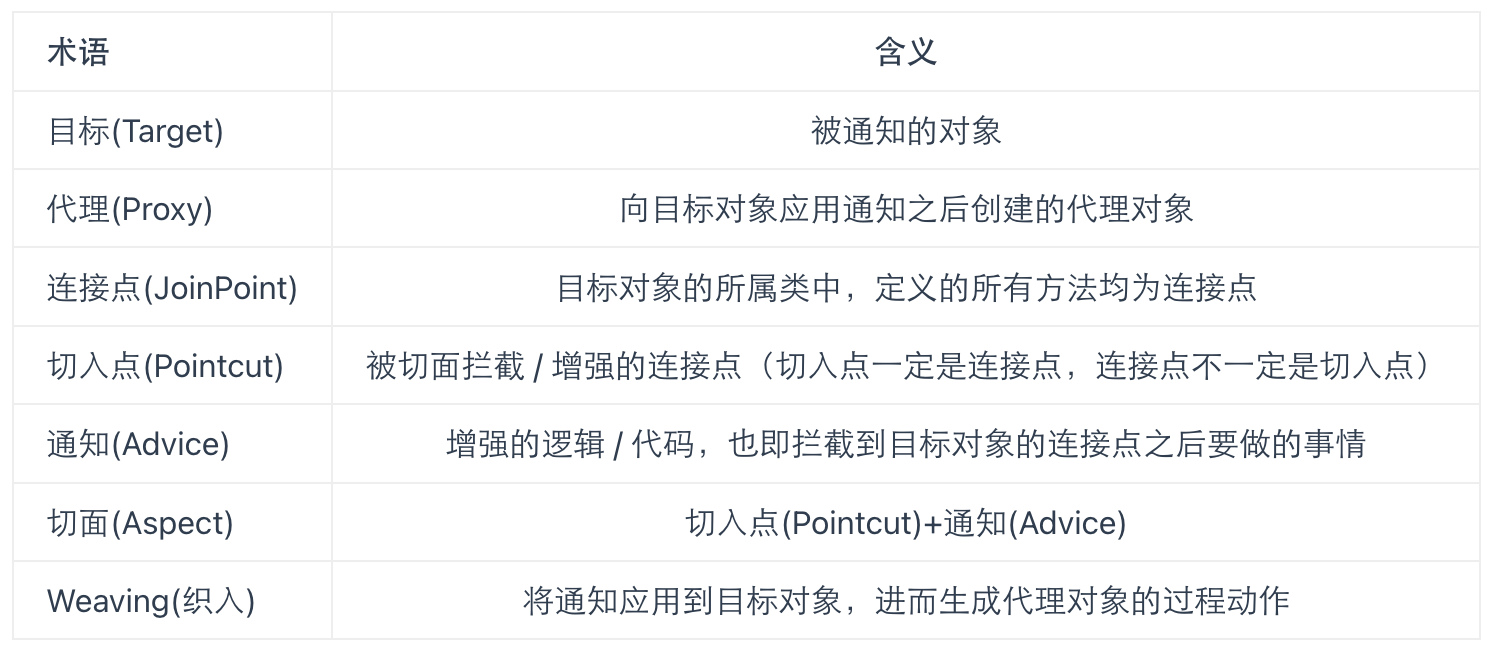 术语
含义
目标(Target)
被通知的对象
代理(Proxy)
向目标对象应用通知之后创建的代理对象
连接点(JoinPoint)
目标对象的所属类中，定义的所有方法均为连接点
切入点(Pointcut)
被切面拦截 / 增强的连接点（切入点一定是连接点，连接点不一定是切入点）
通知(Advice)
增强的逻辑 / 代码，也即拦截到目标对象的连接点之后要做的事情
切面(Aspect)
切入点(Pointcut)+通知(Advice)
Weaving(织入)
将通知应用到目标对象，进而生成代理对象的过程动作